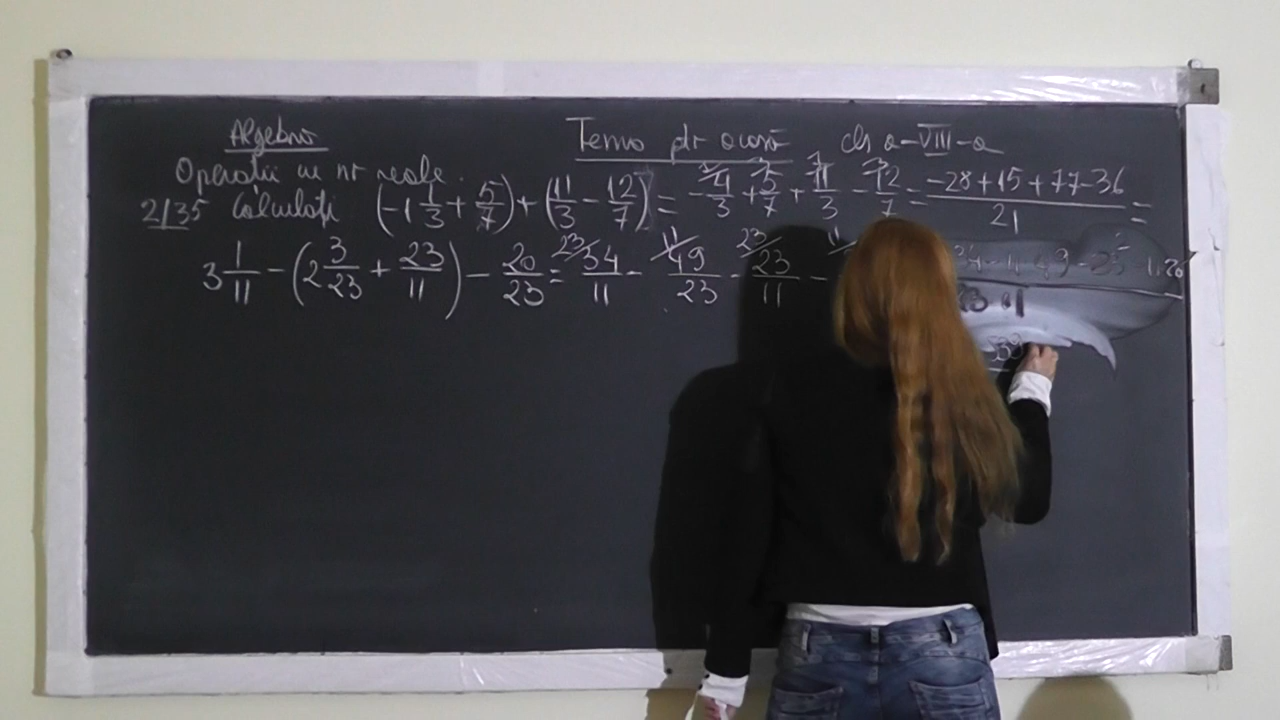 Algebra Tema pt acasă cls a-VIII-a
Operații cu nr reale.
2/35 Calculați (-1 1/3 + 5/7) + (11/3 - 12/7) = -4/3 + 5/7 + 11/3 - 12/7 = (-28+15+77-36)/21 =
3 1/11 - (2 3/23 + 23/11) - 20/23 = 34/11 - 49/23 - 23/11 -
539